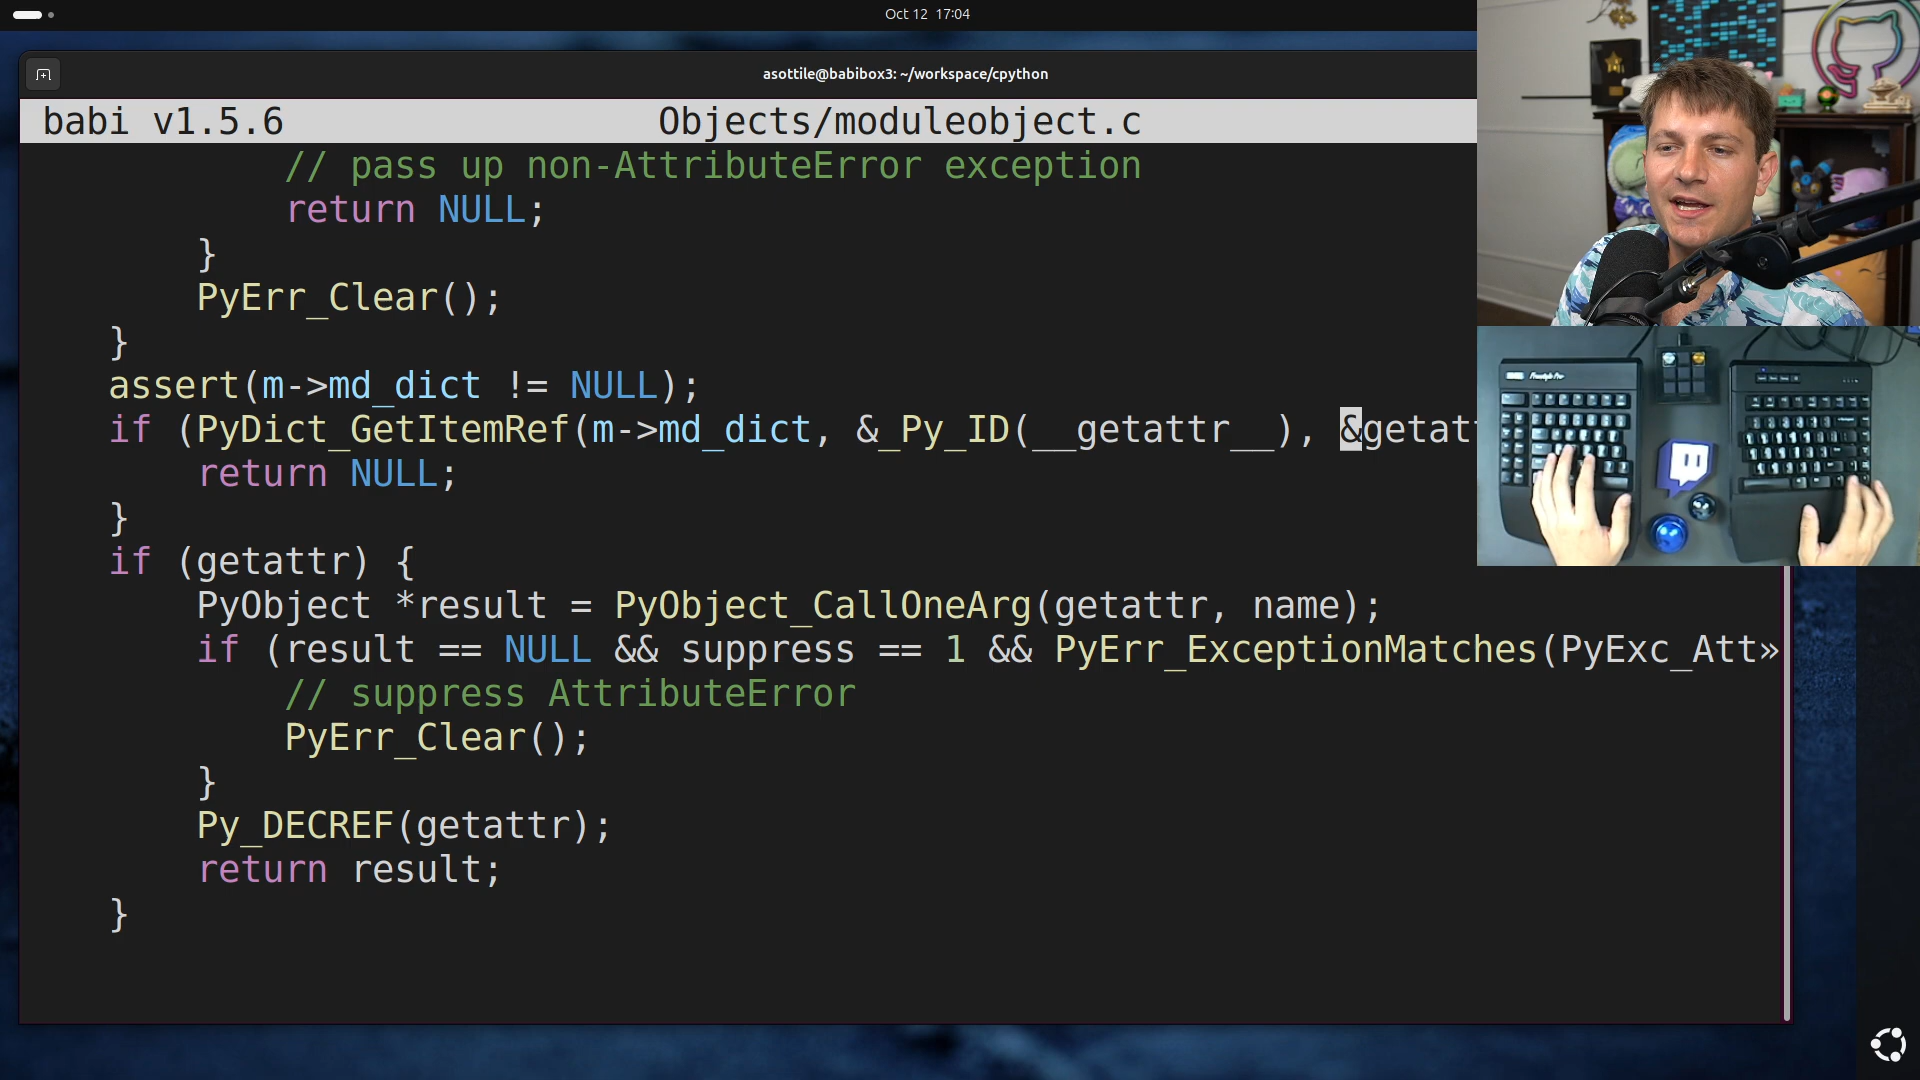 Oct 12 17:04
asottile@babibox3: ~/workspace/cpython
babi v1.5.6 Objects/moduleobject.c
// pass up non-AttributeError exception
return NULL;
}
PyErr_Clear();
}
assert(m->md_dict != NULL);
if (PyDict_GetItemRef(m->md_dict, &_Py_ID(__getattr__), &getatt
return NULL;
}
if (getattr) {
PyObject *result = PyObject_CallOneArg(getattr, name);
if (result == NULL && suppress == 1 && PyErr_ExceptionMatches(PyExc_Att»
// suppress AttributeError
PyErr_Clear();
}
Py_DECREF(getattr);
return result;
}